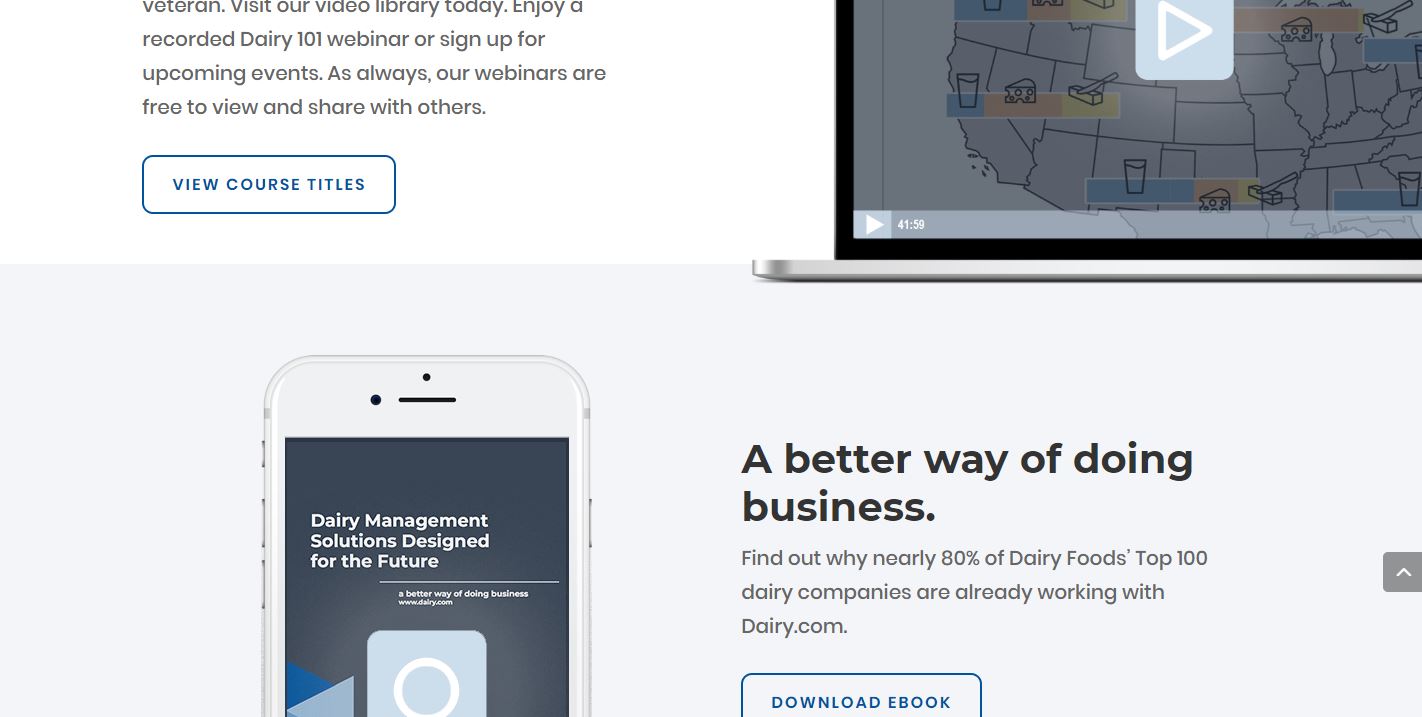 veteran. Visit our video library today. Enjoy a
recorded Dairy 101 webinar or sign up for
upcoming events. As always, our webinars are
free to view and share with others.
VIEW COURSE TITLES
41:59
Dairy Management
Solutions Designed
for the Future
a better way of doing business
www.dairy.com
A better way of doing
business.
Find out why nearly 80% of Dairy Foods’ Top 100
dairy companies are already working with
Dairy.com.
DOWNLOAD EBOOK